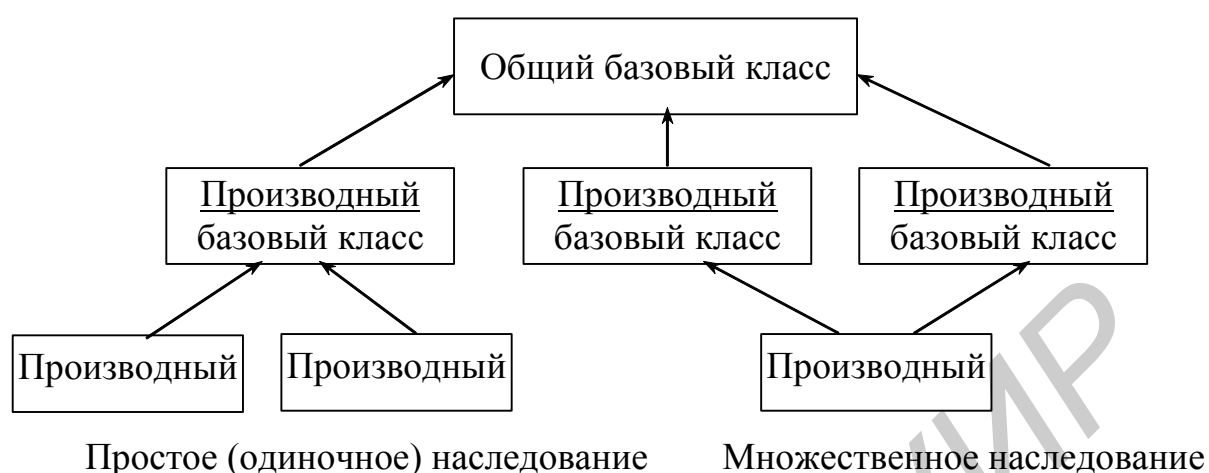 Общий базовый класс
Производный
базовый класс
Производный
базовый класс
Производный
базовый класс
Производный
Производный
Производный
Простое (одиночное) наследование
Множественное наследование